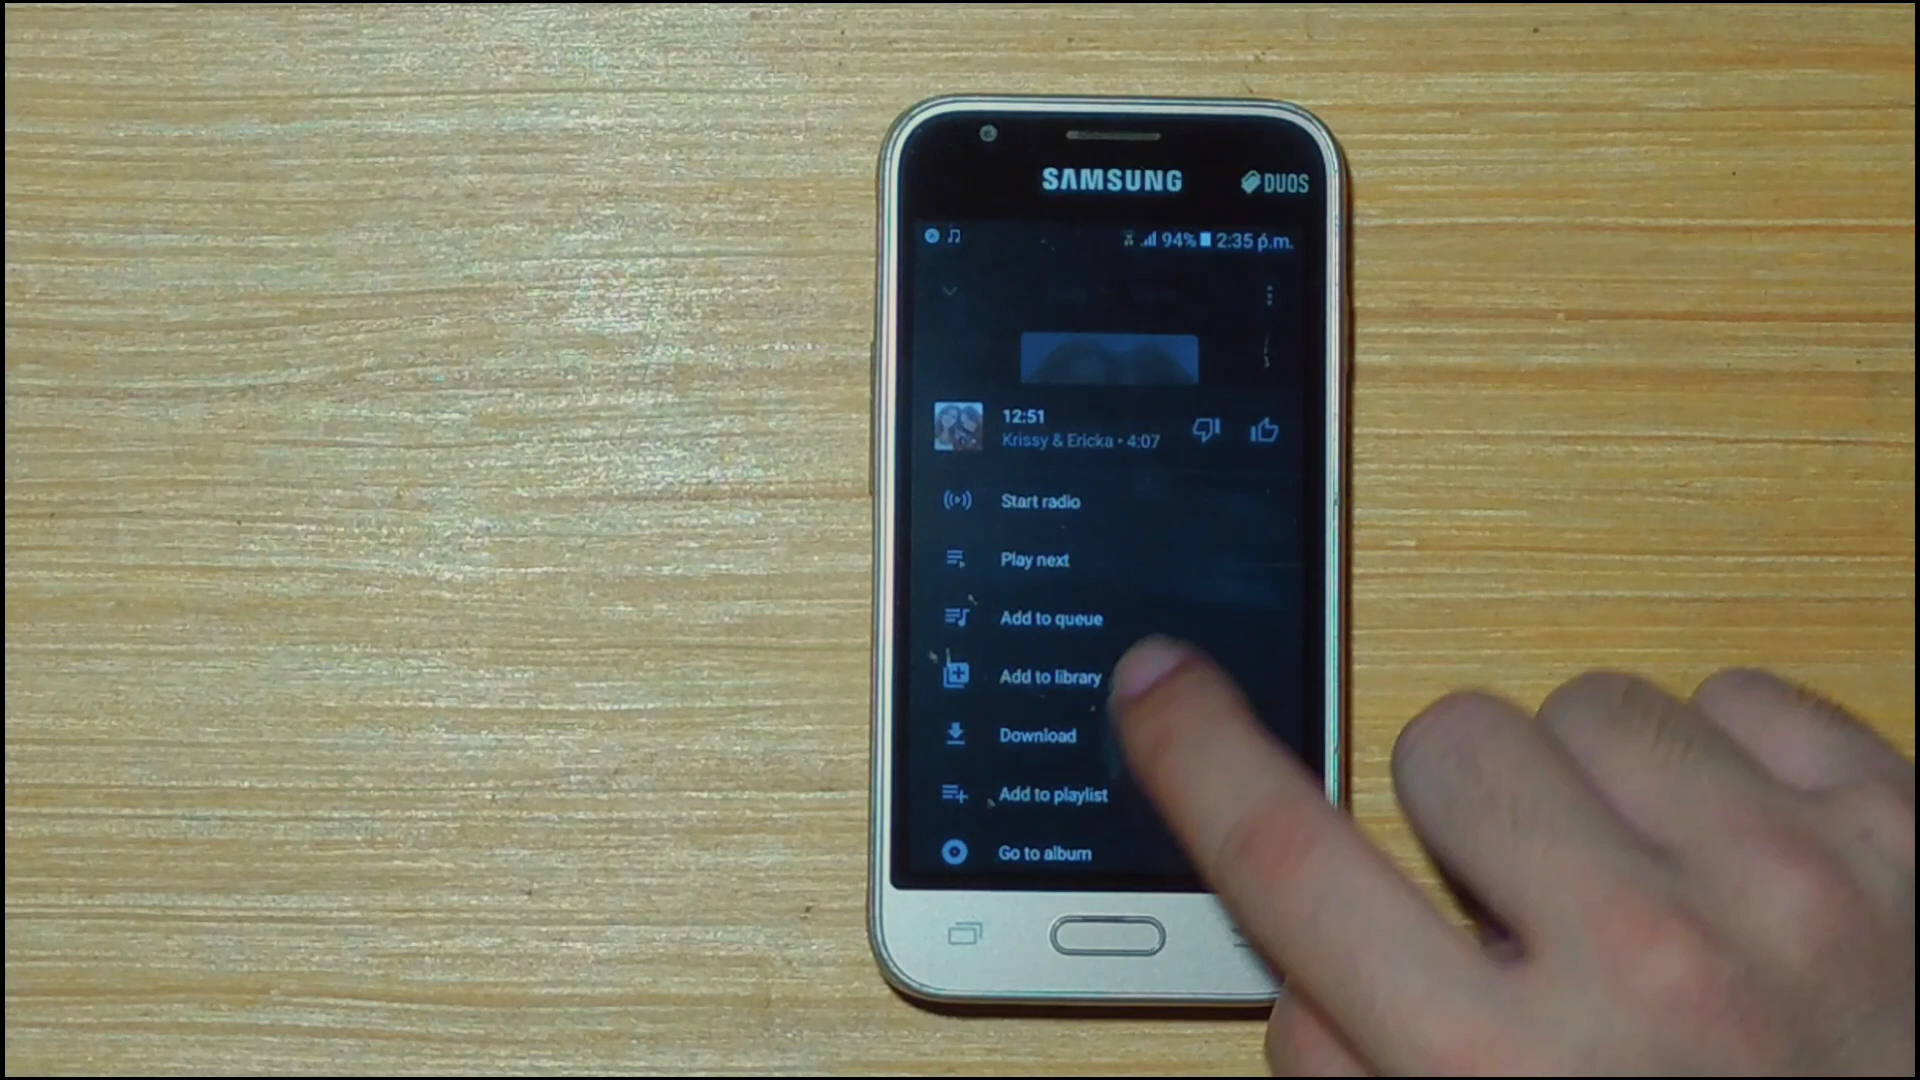 SAMSUNG
DUOS
94% 2:35 p.m.
12:51
Krissy & Ericka • 4:07
Start radio
Play next
Add to queue
Add to library
Download
Add to playlist
Go to album